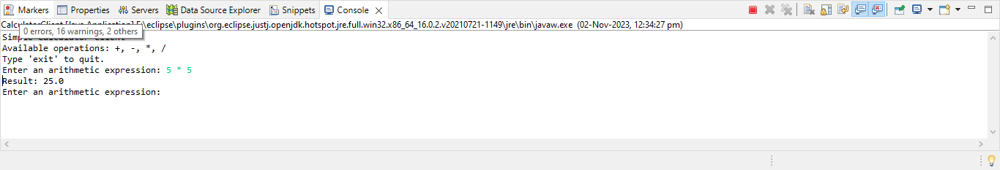 Markers Properties Servers Data Source Explorer Snippets Console
CalculatorClient [Java Application] F:\eclipse\plugins\org.eclipse.justj.openjdk.hotspot.jre.full.win32.x86_64_16.0.2.v20210721-1149\jre\bin\javaw.exe (02-Nov-2023, 12:34:27 pm)
0 errors, 16 warnings, 2 others
Simple Calculator Client
Available operations: +, -, *, /
Type 'exit' to quit.
Enter an arithmetic expression: 5 * 5
Result: 25.0
Enter an arithmetic expression: